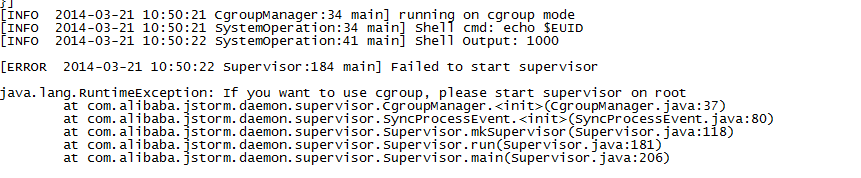 }]
[INFO  2014-03-21 10:50:21 CgroupManager:34 main] running on cgroup mode
[INFO  2014-03-21 10:50:21 SystemOperation:34 main] Shell cmd: echo $EUID
[INFO  2014-03-21 10:50:22 SystemOperation:41 main] Shell Output: 1000
[ERROR  2014-03-21 10:50:22 Supervisor:184 main] Failed to start supervisor
java.lang.RuntimeException: If you want to use cgroup, please start supervisor on root
        at com.alibaba.jstorm.daemon.supervisor.CgroupManager.<init>(CgroupManager.java:37)
        at com.alibaba.jstorm.daemon.supervisor.SyncProcessEvent.<init>(SyncProcessEvent.java:80)
        at com.alibaba.jstorm.daemon.supervisor.Supervisor.mkSupervisor(Supervisor.java:118)
        at com.alibaba.jstorm.daemon.supervisor.Supervisor.run(Supervisor.java:181)
        at com.alibaba.jstorm.daemon.supervisor.Supervisor.main(Supervisor.java:206)